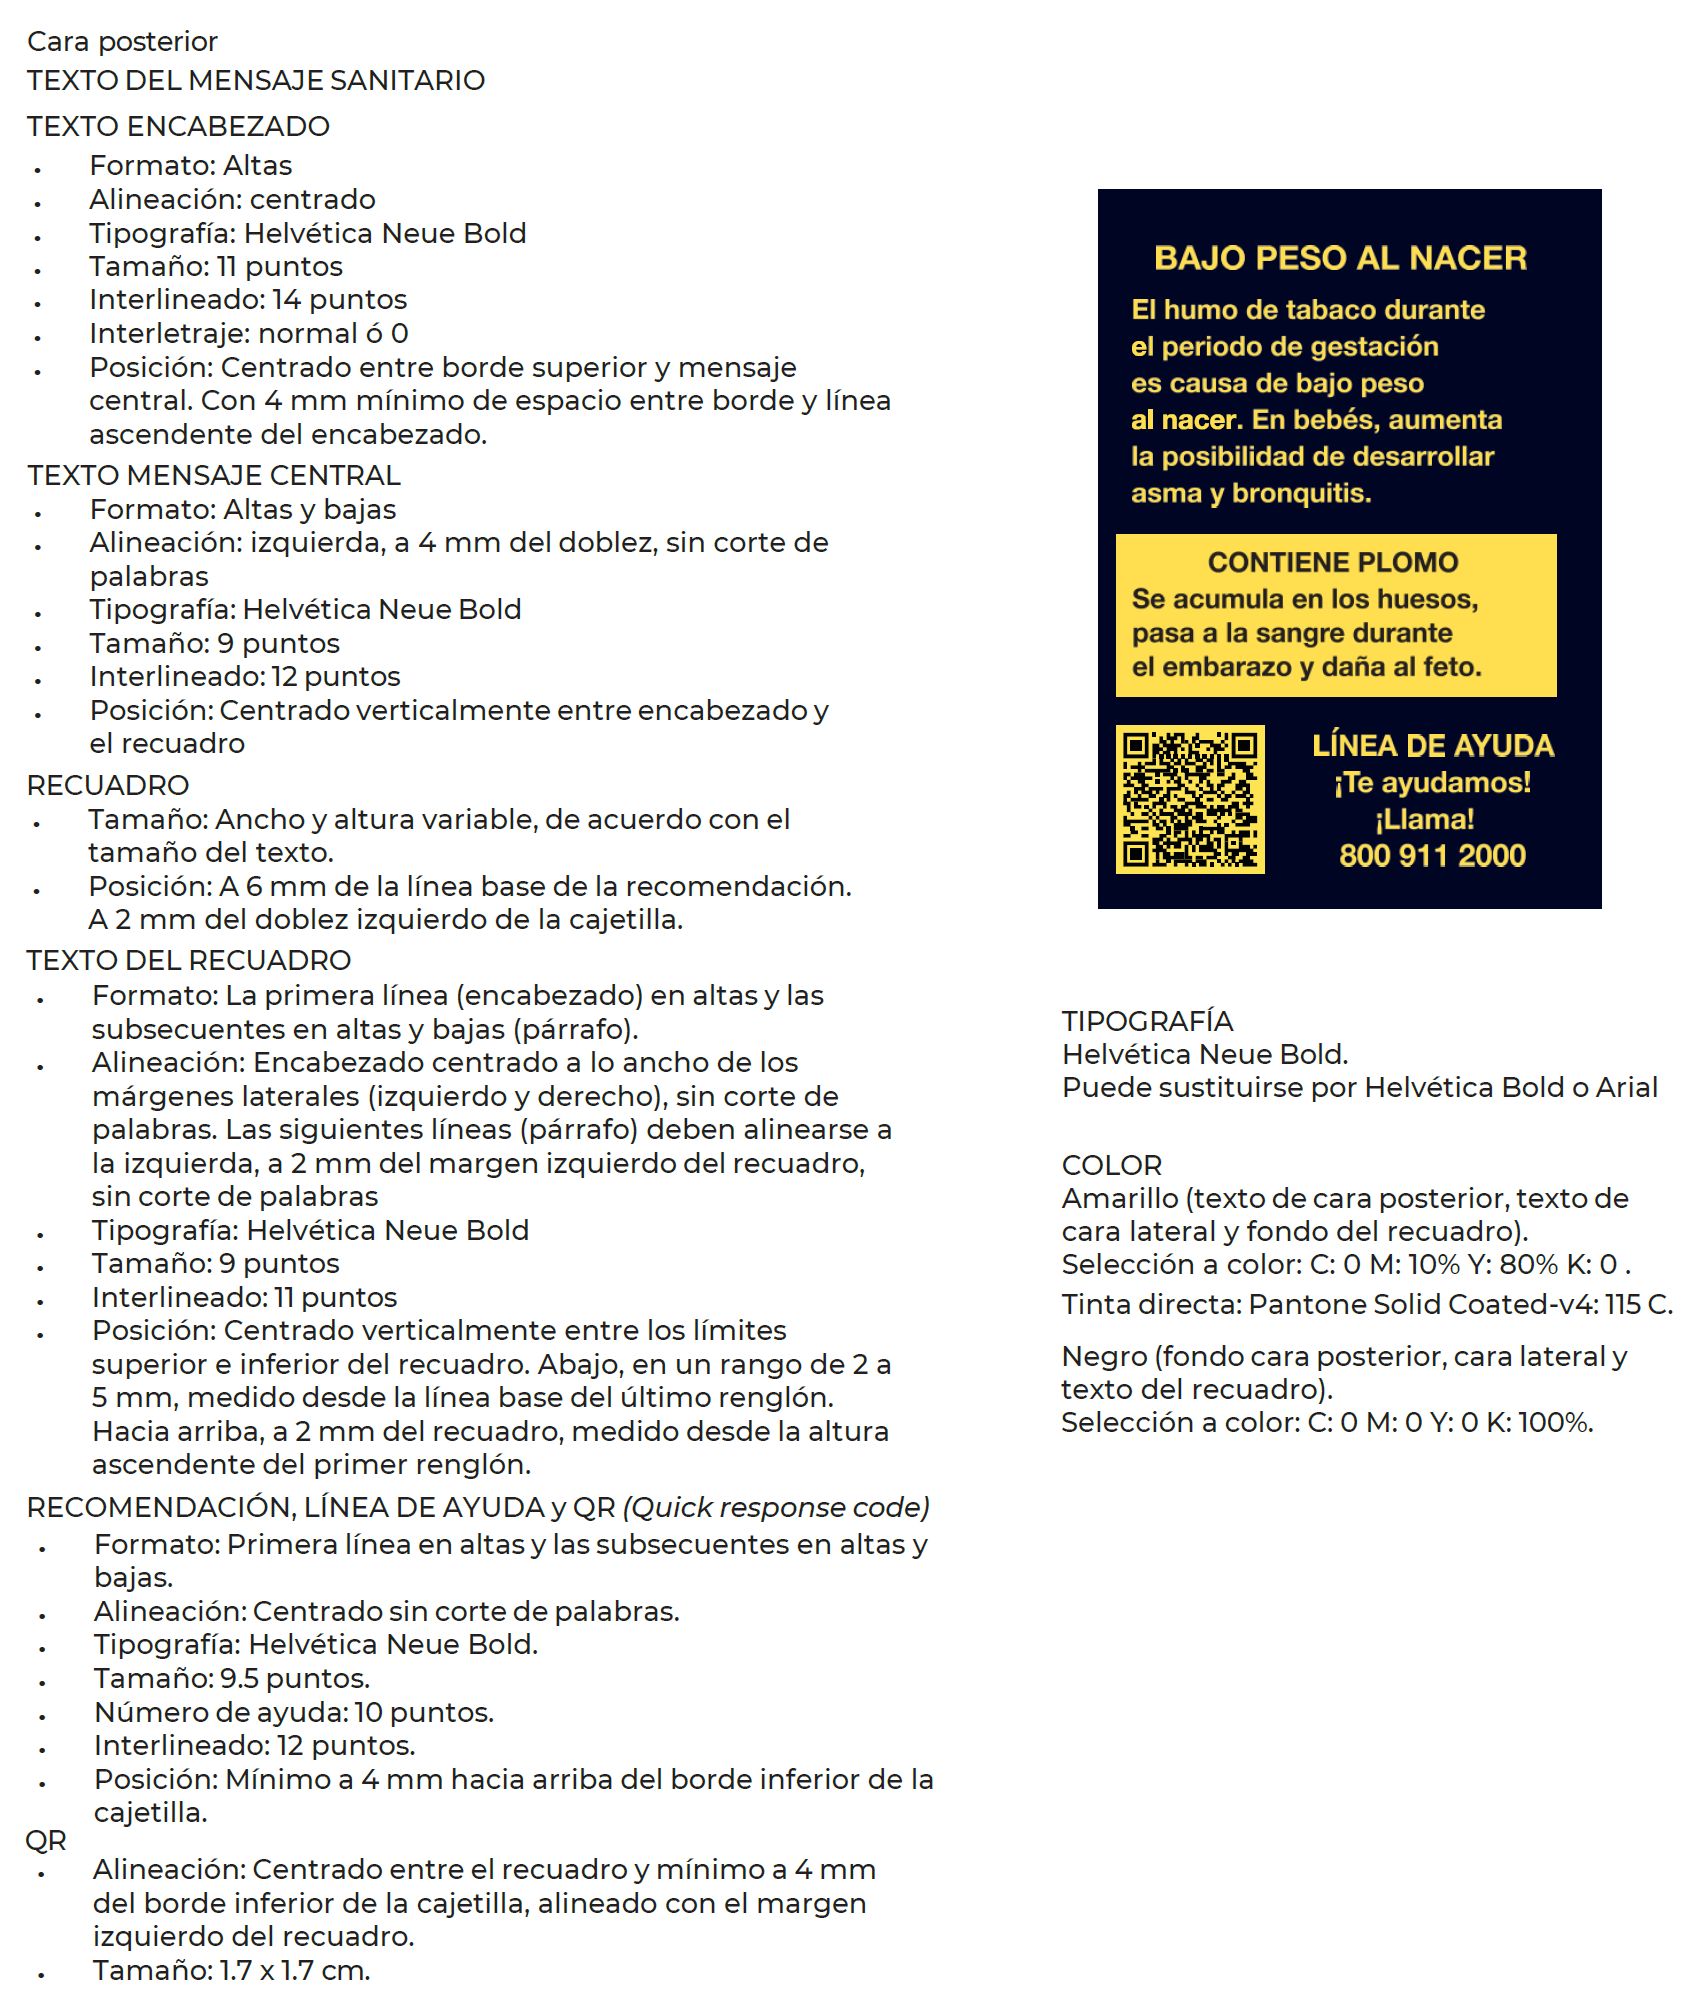 Cara posterior
TEXTO DEL MENSAJE SANITARIO
TEXTO ENCABEZADO
• Formato: Altas
• Alineación: centrado
• Tipografía: Helvética Neue Bold
• Tamaño: 11 puntos
• Interlineado: 14 puntos
• Interletraje: normal ó 0
• Posición: Centrado entre borde superior y mensaje
central. Con 4 mm mínimo de espacio entre borde y línea
ascendente del encabezado.
TEXTO MENSAJE CENTRAL
• Formato: Altas y bajas
• Alineación: izquierda, a 4 mm del doblez, sin corte de
palabras
• Tipografía: Helvética Neue Bold
• Tamaño: 9 puntos
• Interlineado: 12 puntos
• Posición: Centrado verticalmente entre encabezado y
el recuadro
RECUADRO
• Tamaño: Ancho y altura variable, de acuerdo con el
tamaño del texto.
• Posición: A 6 mm de la línea base de la recomendación.
A 2 mm del doblez izquierdo de la cajetilla.
TEXTO DEL RECUADRO
• Formato: La primera línea (encabezado) en altas y las
subsecuentes en altas y bajas (párrafo).
• Alineación: Encabezado centrado a lo ancho de los
márgenes laterales (izquierdo y derecho), sin corte de
palabras. Las siguientes líneas (párrafo) deben alinearse a
la izquierda, a 2 mm del margen izquierdo del recuadro,
sin corte de palabras
• Tipografía: Helvética Neue Bold
• Tamaño: 9 puntos
• Interlineado: 11 puntos
• Posición: Centrado verticalmente entre los límites
superior e inferior del recuadro. Abajo, en un rango de 2 a
5 mm, medido desde la línea base del último renglón.
Hacia arriba, a 2 mm del recuadro, medido desde la altura
ascendente del primer renglón.
RECOMENDACIÓN, LÍNEA DE AYUDA y QR (Quick response code)
• Formato: Primera línea en altas y las subsecuentes en altas y
bajas.
• Alineación: Centrado sin corte de palabras.
• Tipografía: Helvética Neue Bold.
• Tamaño: 9.5 puntos.
• Número de ayuda: 10 puntos.
• Interlineado: 12 puntos.
• Posición: Mínimo a 4 mm hacia arriba del borde inferior de la
cajetilla.
QR
• Alineación: Centrado entre el recuadro y mínimo a 4 mm
del borde inferior de la cajetilla, alineado con el margen
izquierdo del recuadro.
• Tamaño: 1.7 x 1.7 cm.
BAJO PESO AL NACER
El humo de tabaco durante
el periodo de gestación
es causa de bajo peso
al nacer. En bebés, aumenta
la posibilidad de desarrollar
asma y bronquitis.
CONTIENE PLOMO
Se acumula en los huesos,
pasa a la sangre durante
el embarazo y daña al feto.
LÍNEA DE AYUDA
¡Te ayudamos!
¡Llama!
800 911 2000
TIPOGRAFÍA
Helvética Neue Bold.
Puede sustituirse por Helvética Bold o Arial
COLOR
Amarillo (texto de cara posterior, texto de
cara lateral y fondo del recuadro).
Selección a color: C: 0 M: 10% Y: 80% K: 0 .
Tinta directa: Pantone Solid Coated-v4: 115 C.
Negro (fondo cara posterior, cara lateral y
texto del recuadro).
Selección a color: C: 0 M: 0 Y: 0 K: 100%.